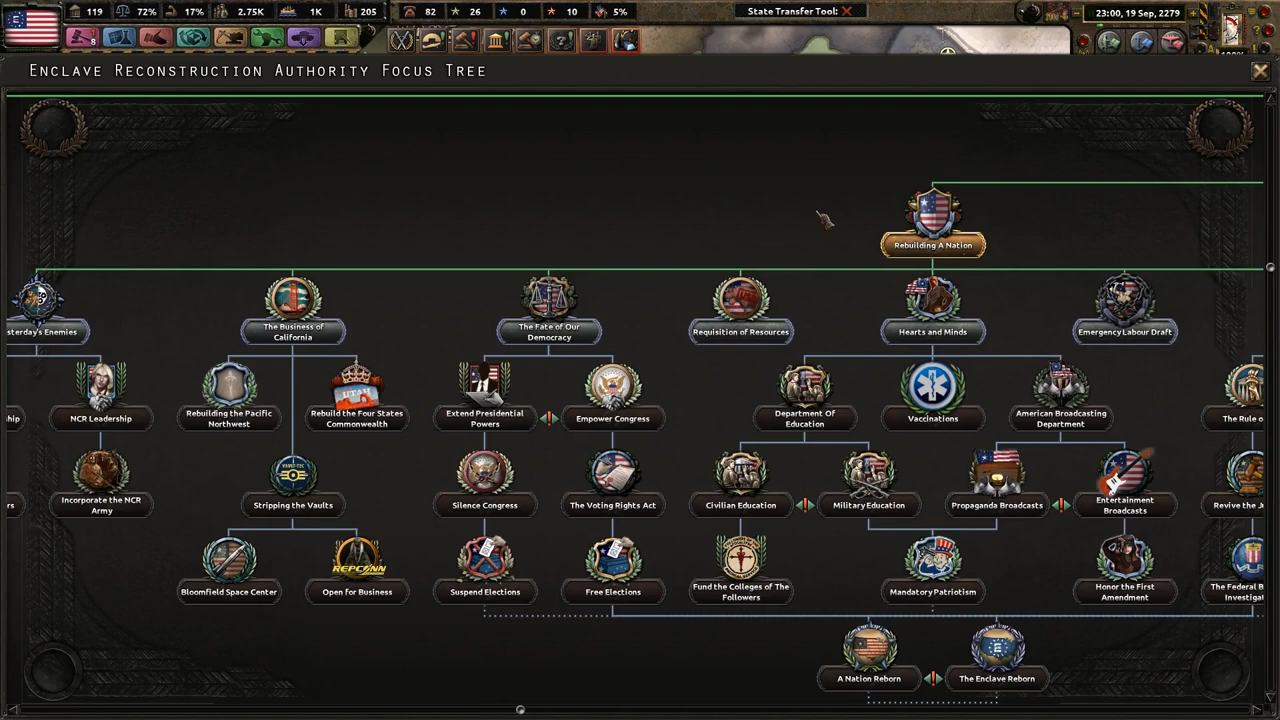 119
72%
17%
2.75K
1K
205
82
26
0
10
5%
State Transfer Tool:
23:00, 19 Sep, 2279
8
Enclave Reconstruction Authority Focus Tree
Rebuilding A Nation
sterday's Enemies
The Business of
California
The Fate of Our
Democracy
Requisition of Resources
Hearts and Minds
Emergency Labour Draft
NCR Leadership
Rebuilding the Pacific
Northwest
Rebuild the Four States
Commonwealth
Extend Presidential
Powers
Empower Congress
Department Of
Education
Vaccinations
American Broadcasting
Department
The Rule o
Incorporate the NCR
Army
VAULT-TEC
Stripping the Vaults
Silence Congress
The Voting Rights Act
Civilian Education
Military Education
Propaganda Broadcasts
Entertainment
Broadcasts
Revive the Ju
Bloomfield Space Center
REPCONN
Open for Business
Suspend Elections
Free Elections
Fund the Colleges of The
Followers
Mandatory Patriotism
Honor the First
Amendment
The Federal B
Investigat
A Nation Reborn
E
The Enclave Reborn